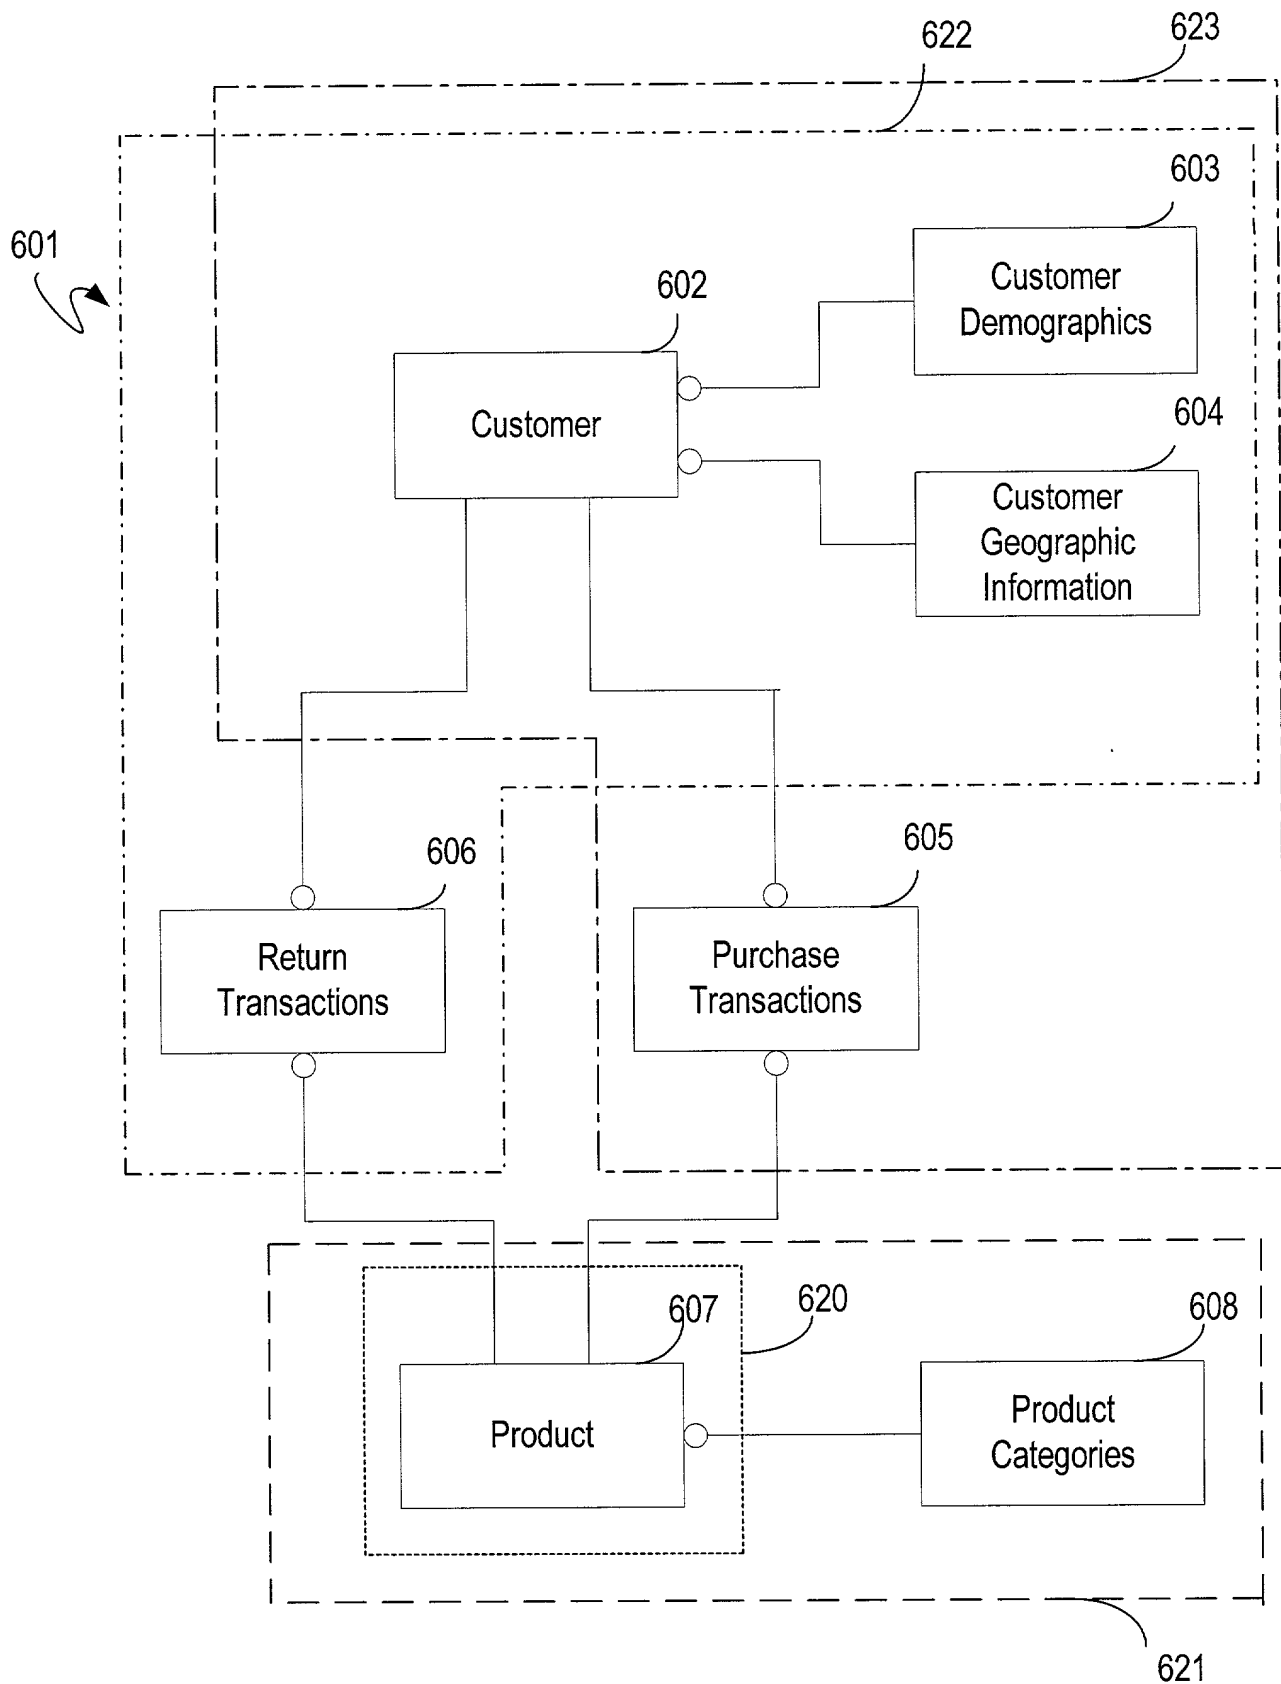 623
622
603
601
Customer
Demographics
602
Customer
604
Customer
Geographic
Information
606
605
Return
Transactions
Purchase
Transactions
607
620
608
Product
Product
Categories
621